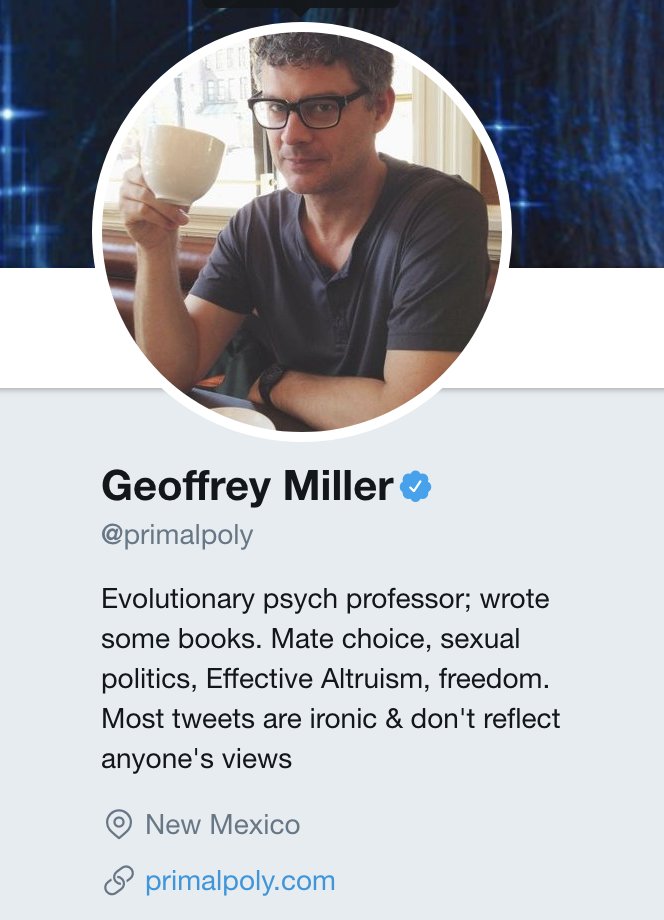 Geoffrey Miller
@primalpoly
Evolutionary psych professor; wrote
some books. Mate choice, sexual
politics, Effective Altruism, freedom.
Most tweets are ironic & don't reflect
anyone's views
New Mexico
primalpoly.com